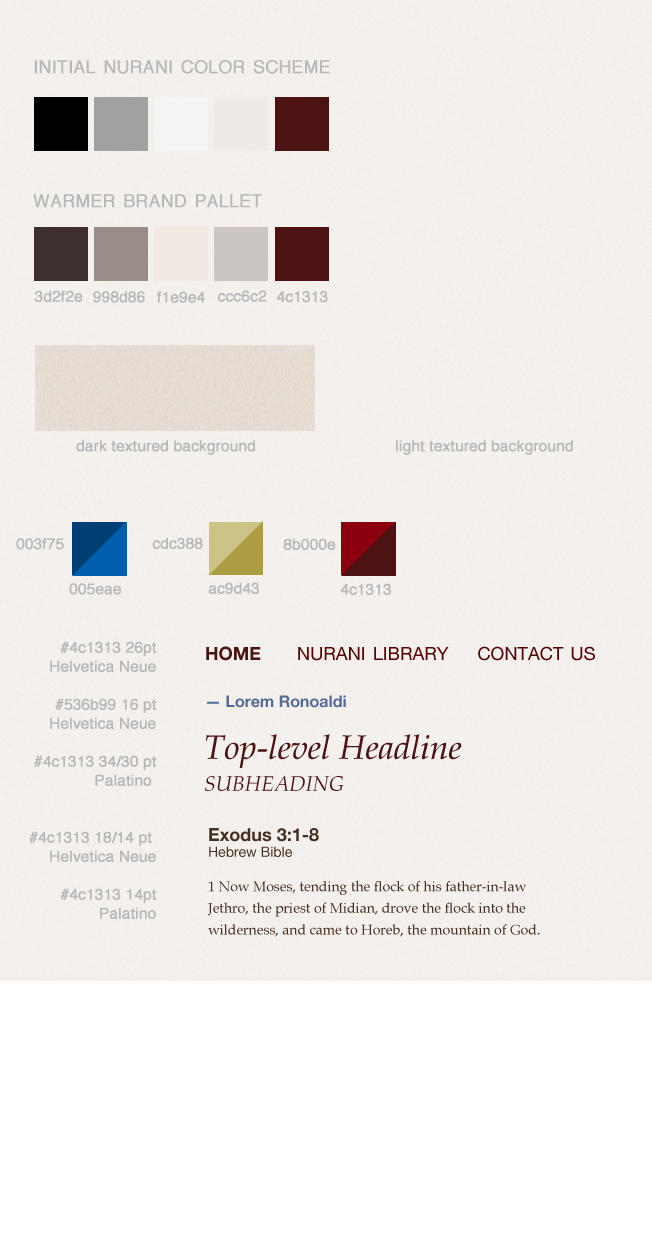 INITIAL NURANI COLOR SCHEME
WARMER BRAND PALLET
3d2f2e 998d86 f1e9e4 ccc6c2 4c1313
dark textured background
light textured background
003f75
005eae
cdc388
ac9d43
8b000e
4c1313
#4c1313 26pt
Helvetica Neue
HOME NURANI LIBRARY CONTACT US
#536b99 16 pt
Helvetica Neue
— Lorem Ronoaldi
#4c1313 34/30 pt
Palatino
Top-level Headline
SUBHEADING
#4c1313 18/14 pt
Helvetica Neue
Exodus 3:1-8
Hebrew Bible
#4c1313 14pt
Palatino
1 Now Moses, tending the flock of his father-in-law
Jethro, the priest of Midian, drove the flock into the
wilderness, and came to Horeb, the mountain of God.